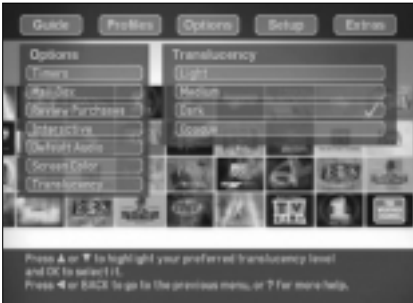 Guide Profiles Options Setup Extras
Options
Translucency
Timers
Light
Mail Box
Medium
Review Purchases
Dark
Interactive
Opaque
Default Audio
Screen Color
Translucency
Press ▲ or ▼ to highlight your preferred translucency level
and OK to select it.
Press ◀ or BACK to go to the previous menu, or ? for more help.